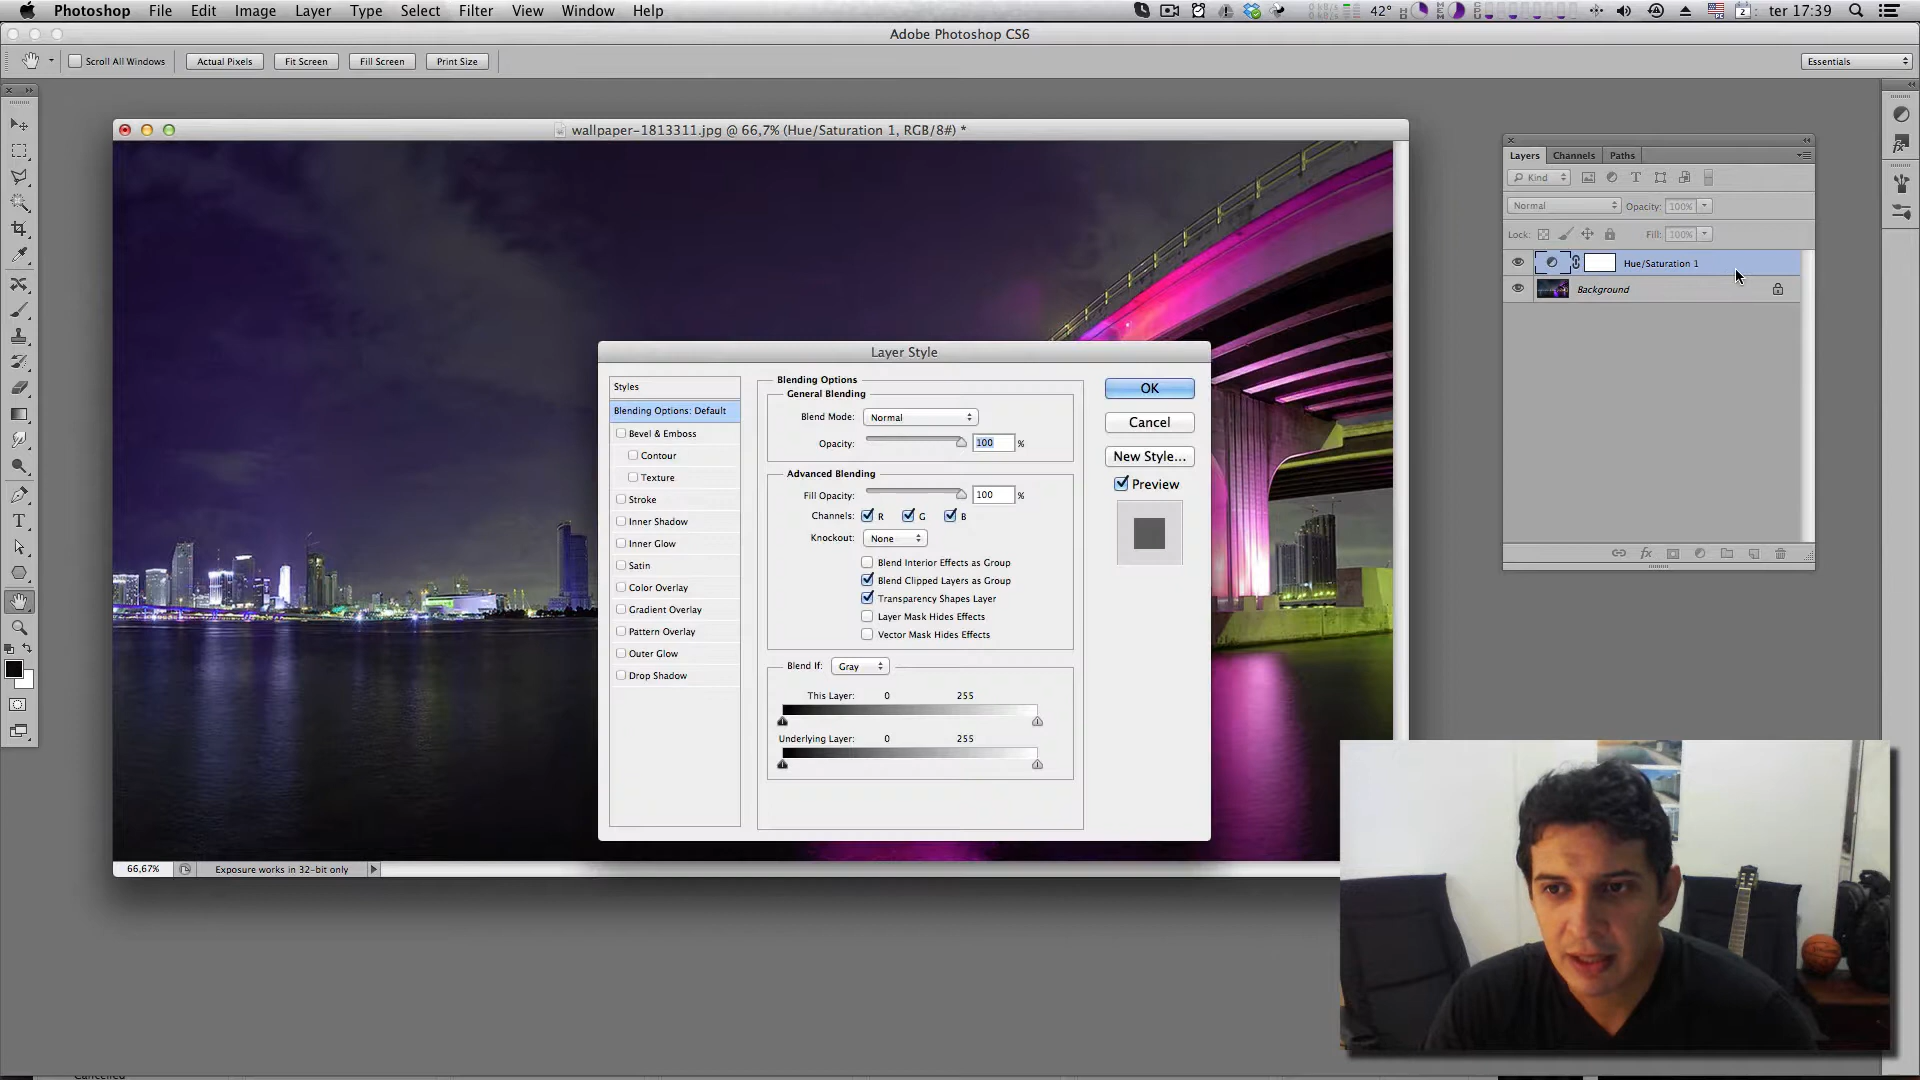 Photoshop File Edit Image Layer Type Select Filter View Window Help 42° ter 17:39
Adobe Photoshop CS6
Scroll All Windows Actual Pixels Fit Screen Fill Screen Print Size Essentials
wallpaper-1813311.jpg @ 66,7% (Hue/Saturation 1, RGB/8#) *
Layers Channels Paths
Kind
Normal Opacity: 100%
Lock: Fill: 100%
Hue/Saturation 1
Background
Layer Style
Styles
Blending Options: Default
Bevel & Emboss
Contour
Texture
Stroke
Inner Shadow
Inner Glow
Satin
Color Overlay
Gradient Overlay
Pattern Overlay
Outer Glow
Drop Shadow
Blending Options
General Blending
Blend Mode: Normal
Opacity: 100 %
Advanced Blending
Fill Opacity: 100 %
Channels: R G B
Knockout: None
Blend Interior Effects as Group
Blend Clipped Layers as Group
Transparency Shapes Layer
Layer Mask Hides Effects
Vector Mask Hides Effects
Blend If: Gray
This Layer: 0 255
Underlying Layer: 0 255
OK
Cancel
New Style...
Preview
66,67% Exposure works in 32-bit only